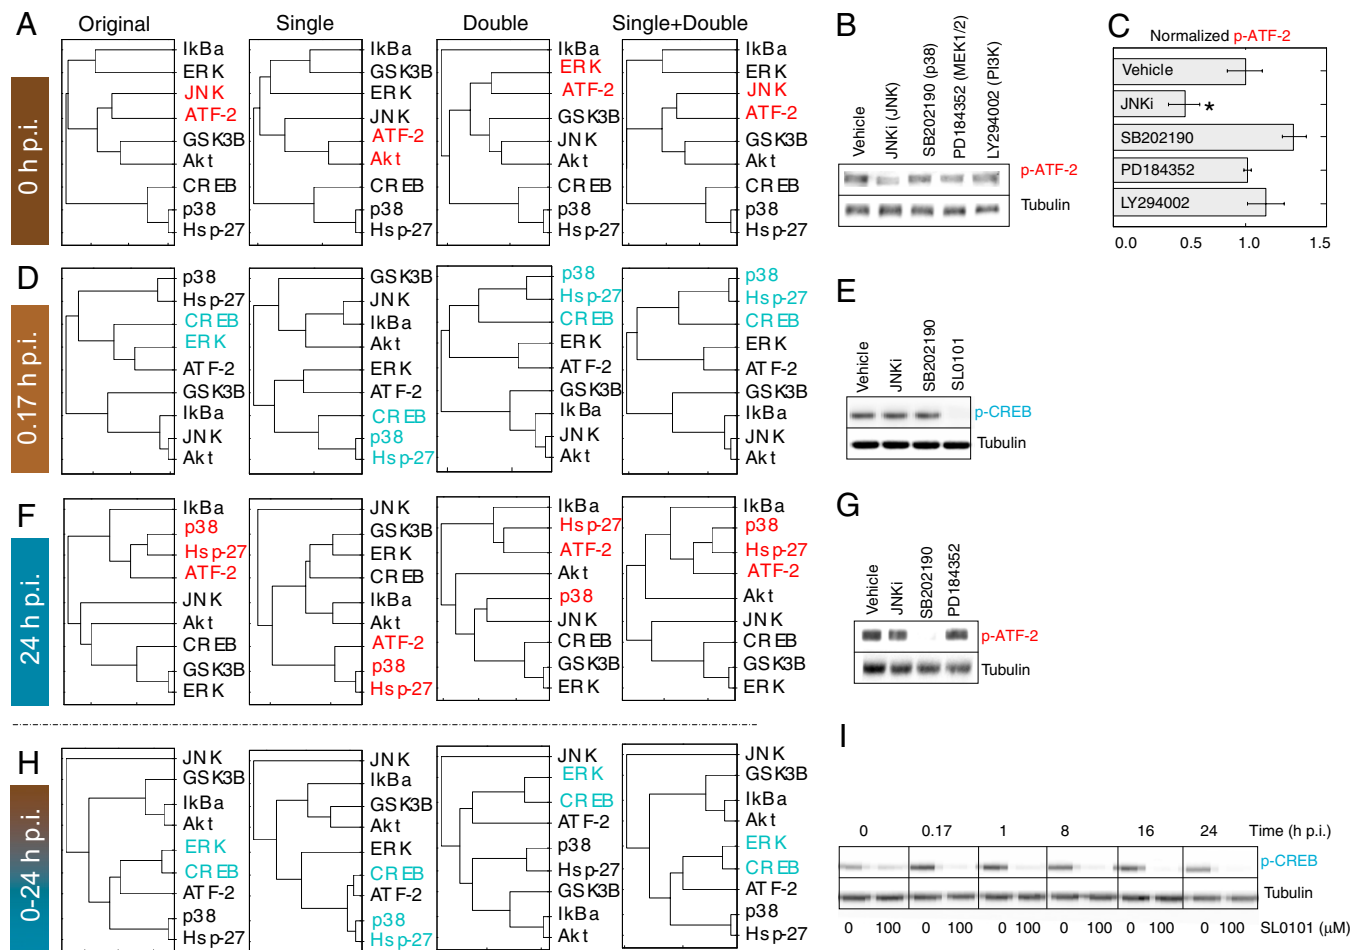 A
Original
Single
Double
Single+Double
0 h p.i.
IkBa
ERK
JNK
ATF-2
GSK3B
Akt
CREB
p38
Hsp-27
IkBa
GSK3B
ERK
JNK
ATF-2
Akt
CREB
p38
Hsp-27
IkBa
ERK
ATF-2
GSK3B
JNK
Akt
CREB
p38
Hsp-27
IkBa
ERK
JNK
ATF-2
GSK3B
Akt
CREB
p38
Hsp-27
B
Vehicle
JNKi (JNK)
SB202190 (p38)
PD184352 (MEK1/2)
LY294002 (PI3K)
p-ATF-2
Tubulin
C
Normalized p-ATF-2
Vehicle
JNKi
*
SB202190
PD184352
LY294002
0.0 0.5 1.0 1.5
D
0.17 h p.i.
p38
Hsp-27
CREB
ERK
ATF-2
GSK3B
IkBa
JNK
Akt
GSK3B
JNK
IkBa
Akt
ERK
ATF-2
CREB
p38
Hsp-27
p38
Hsp-27
CREB
ERK
ATF-2
GSK3B
IkBa
JNK
Akt
p38
Hsp-27
CREB
ERK
ATF-2
GSK3B
IkBa
JNK
Akt
E
Vehicle
JNKi
SB202190
SL0101
p-CREB
Tubulin
F
24 h p.i.
IkBa
p38
Hsp-27
ATF-2
JNK
Akt
CREB
GSK3B
ERK
JNK
GSK3B
ERK
CREB
IkBa
Akt
ATF-2
p38
Hsp-27
IkBa
Hsp-27
ATF-2
Akt
p38
JNK
CREB
GSK3B
ERK
IkBa
p38
Hsp-27
ATF-2
Akt
JNK
CREB
GSK3B
ERK
G
Vehicle
JNKi
SB202190
PD184352
p-ATF-2
Tubulin
H
0-24 h p.i.
JNK
GSK3B
IkBa
Akt
ERK
CREB
ATF-2
p38
Hsp-27
JNK
IkBa
GSK3B
Akt
ERK
CREB
ATF-2
p38
Hsp-27
JNK
ERK
CREB
ATF-2
p38
Hsp-27
GSK3B
IkBa
Akt
JNK
GSK3B
IkBa
Akt
ERK
CREB
ATF-2
p38
Hsp-27
I
0 0.17 1 8 16 24 Time (h p.i.)
p-CREB
Tubulin
0 100 0 100 0 100 0 100 0 100 0 100 SL0101 (μM)